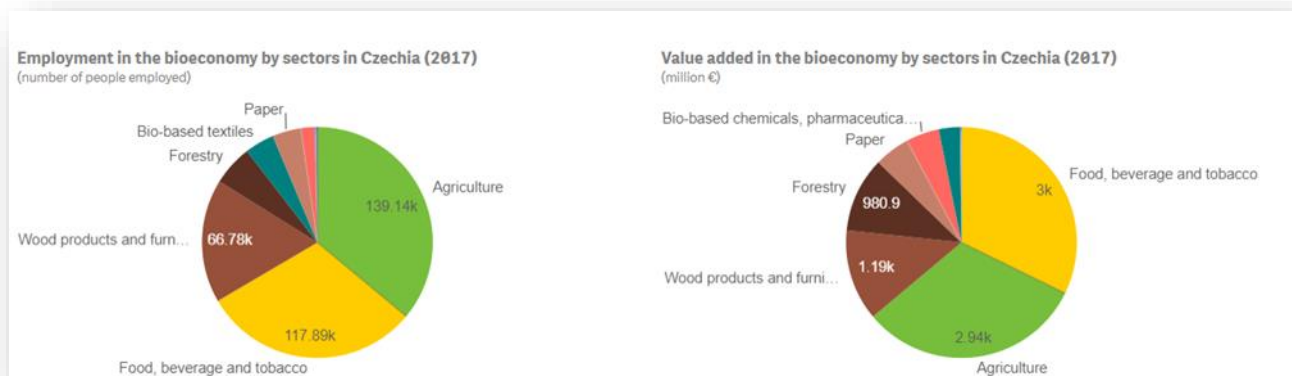 Employment in the bioeconomy by sectors in Czechia (2017)
(number of people employed)
Paper
Bio-based textiles
Forestry
Agriculture
139.14k
Wood products and furn...
66.78k
117.89k
Food, beverage and tobacco
Value added in the bioeconomy by sectors in Czechia (2017)
(million €)
Bio-based chemicals, pharmaceutica...
Paper
Food, beverage and tobacco
3k
Forestry
980.9
Wood products and furni...
1.19k
2.94k
Agriculture